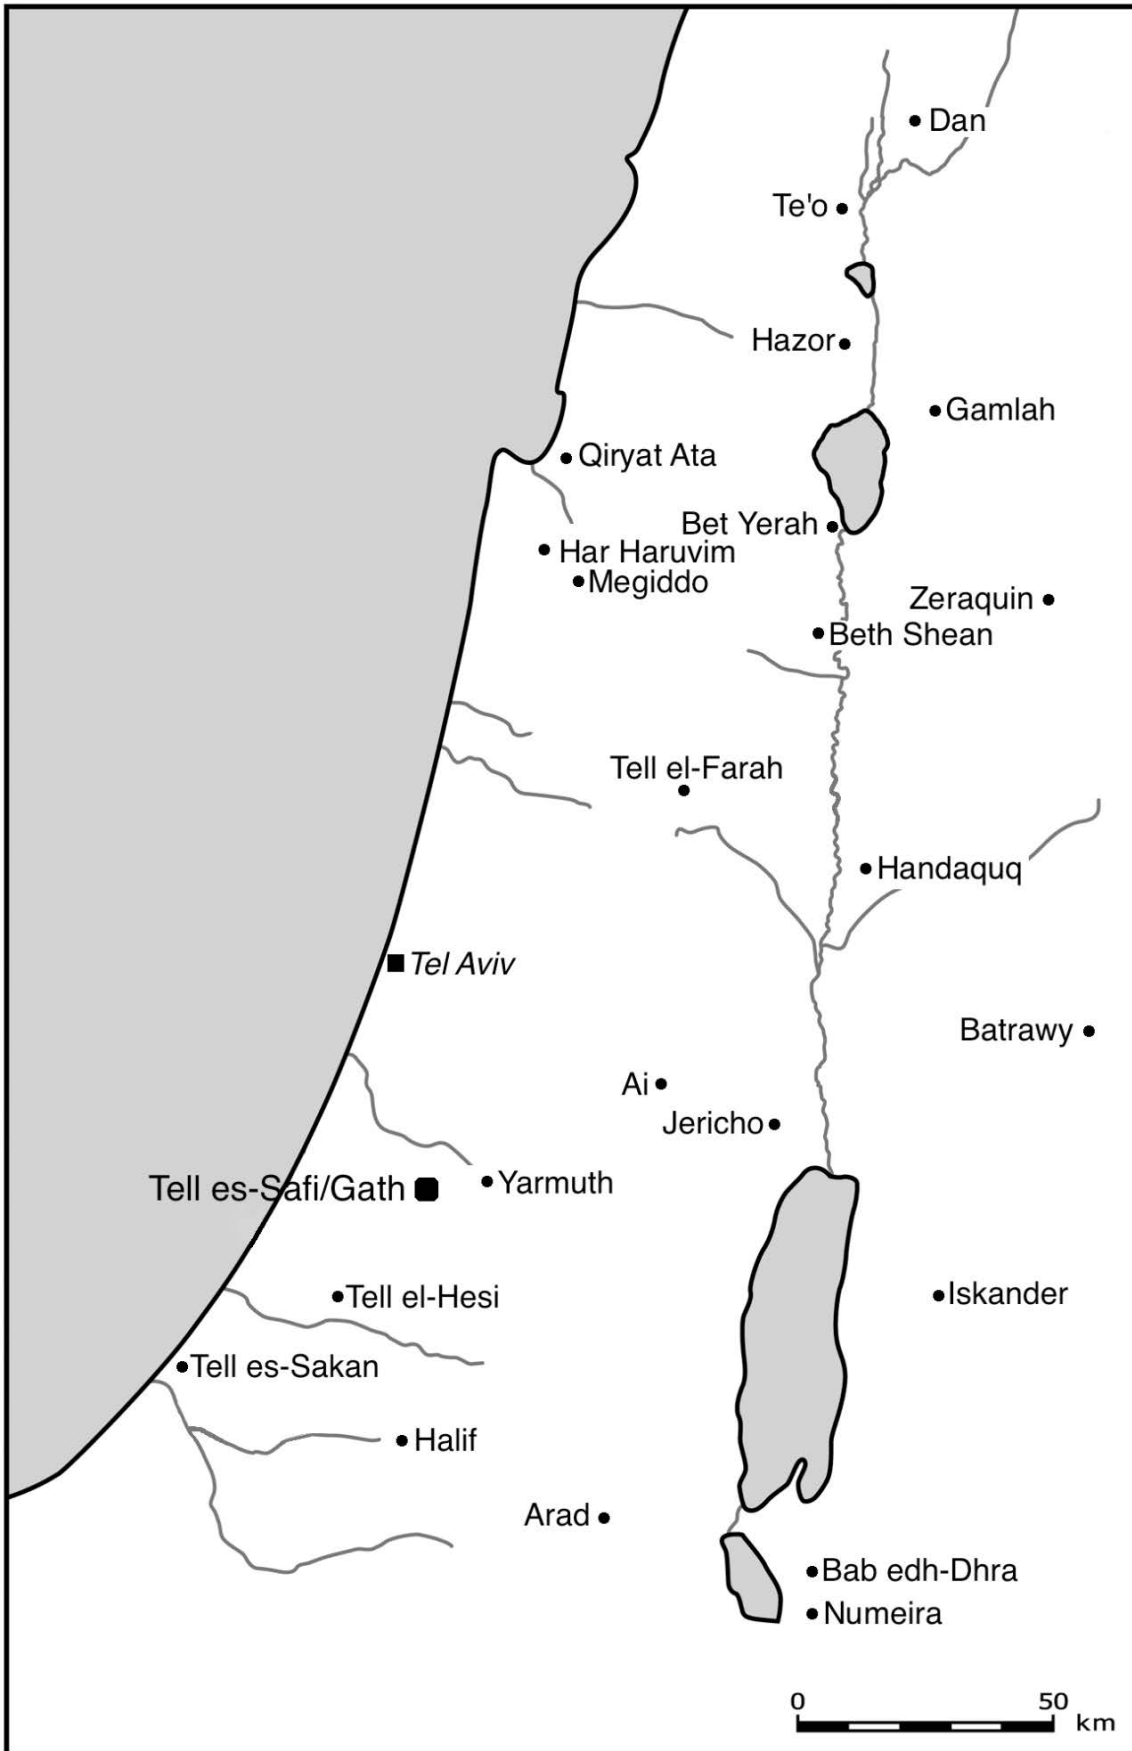 Dan
Te'o
Hazor
Gamlah
Qiryat Ata
Bet Yerah
Har Haruvim
Megiddo
Zeraquin
Beth Shean
Tell el-Farah
Handaquq
Tel Aviv
Batrawy
Ai
Jericho
Tell es-Safi/Gath
Yarmuth
Tell el-Hesi
Iskander
Tell es-Sakan
Halif
Arad
Bab edh-Dhra
Numeira
0 50
km